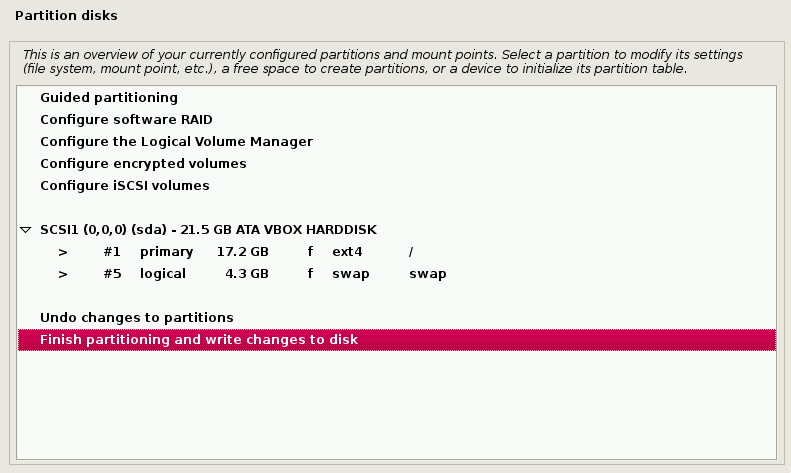 Partition disks
This is an overview of your currently configured partitions and mount points. Select a partition to modify its settings
(file system, mount point, etc.), a free space to create partitions, or a device to initialize its partition table.
Guided partitioning
Configure software RAID
Configure the Logical Volume Manager
Configure encrypted volumes
Configure iSCSI volumes
SCSI1 (0,0,0) (sda) - 21.5 GB ATA VBOX HARDDISK
> #1 primary 17.2 GB f ext4 /
> #5 logical 4.3 GB f swap swap
Undo changes to partitions
Finish partitioning and write changes to disk